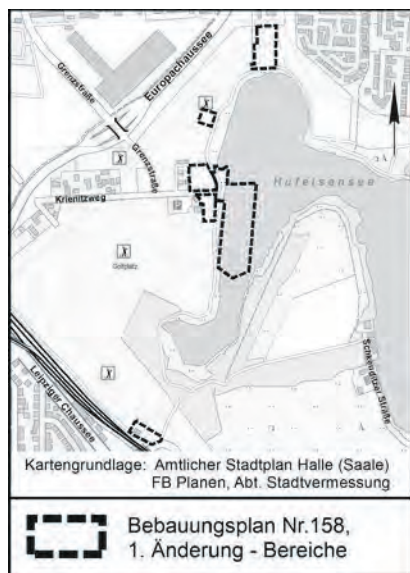 Grenzstraße
Europachaussee
Grenzstraße
Hufeisensee
Krienitzweg
P
Golfplatz
Schkeuditzer Straße
Leipziger Chaussee
Kartengrundlage: Amtlicher Stadtplan Halle (Saale)
FB Planen, Abt. Stadtvermessung
Bebauungsplan Nr.158,
1. Änderung - Bereiche